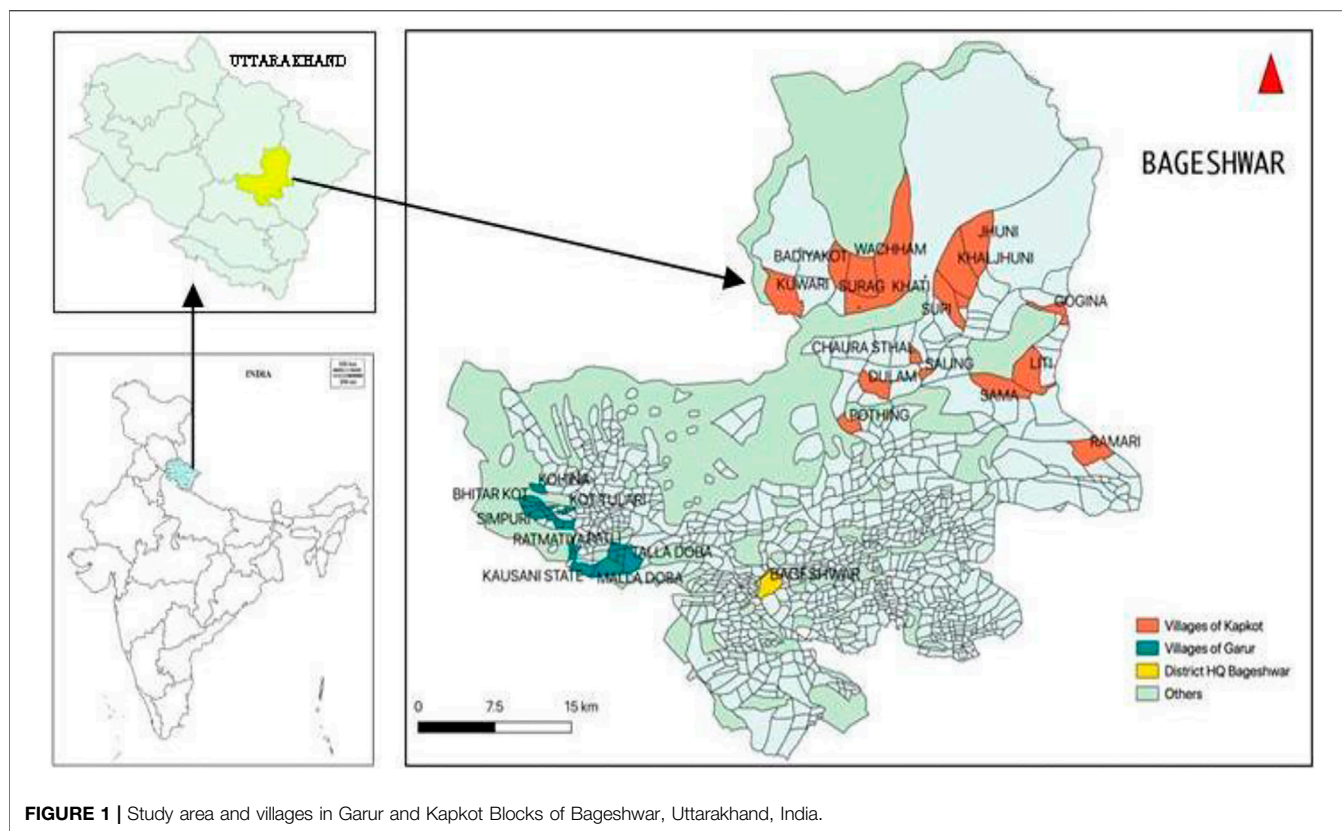 UTTARAKHAND
INDIA
BAGESHWAR
WACHHAM
BADIYAKOT
KUWARI
SURAG
KHATI
JHUNI
KHALJHUNI
SUPI
GOGINA
CHAURA STHAL
SALING
LITI
DULAM
SAMA
POTHING
RAMARI
KOHINA
BHITAR KOT
KOT TULARI
SIMPURI
RATMATIYA
PATLI
TALLA DOBA
KAUSANI STATE
MALLA DOBA
BAGESHWAR
Villages of Kapkot
Villages of Garur
District HQ Bageshwar
Others
0 7.5 15 km
FIGURE 1 | Study area and villages in Garur and Kapkot Blocks of Bageshwar, Uttarakhand, India.